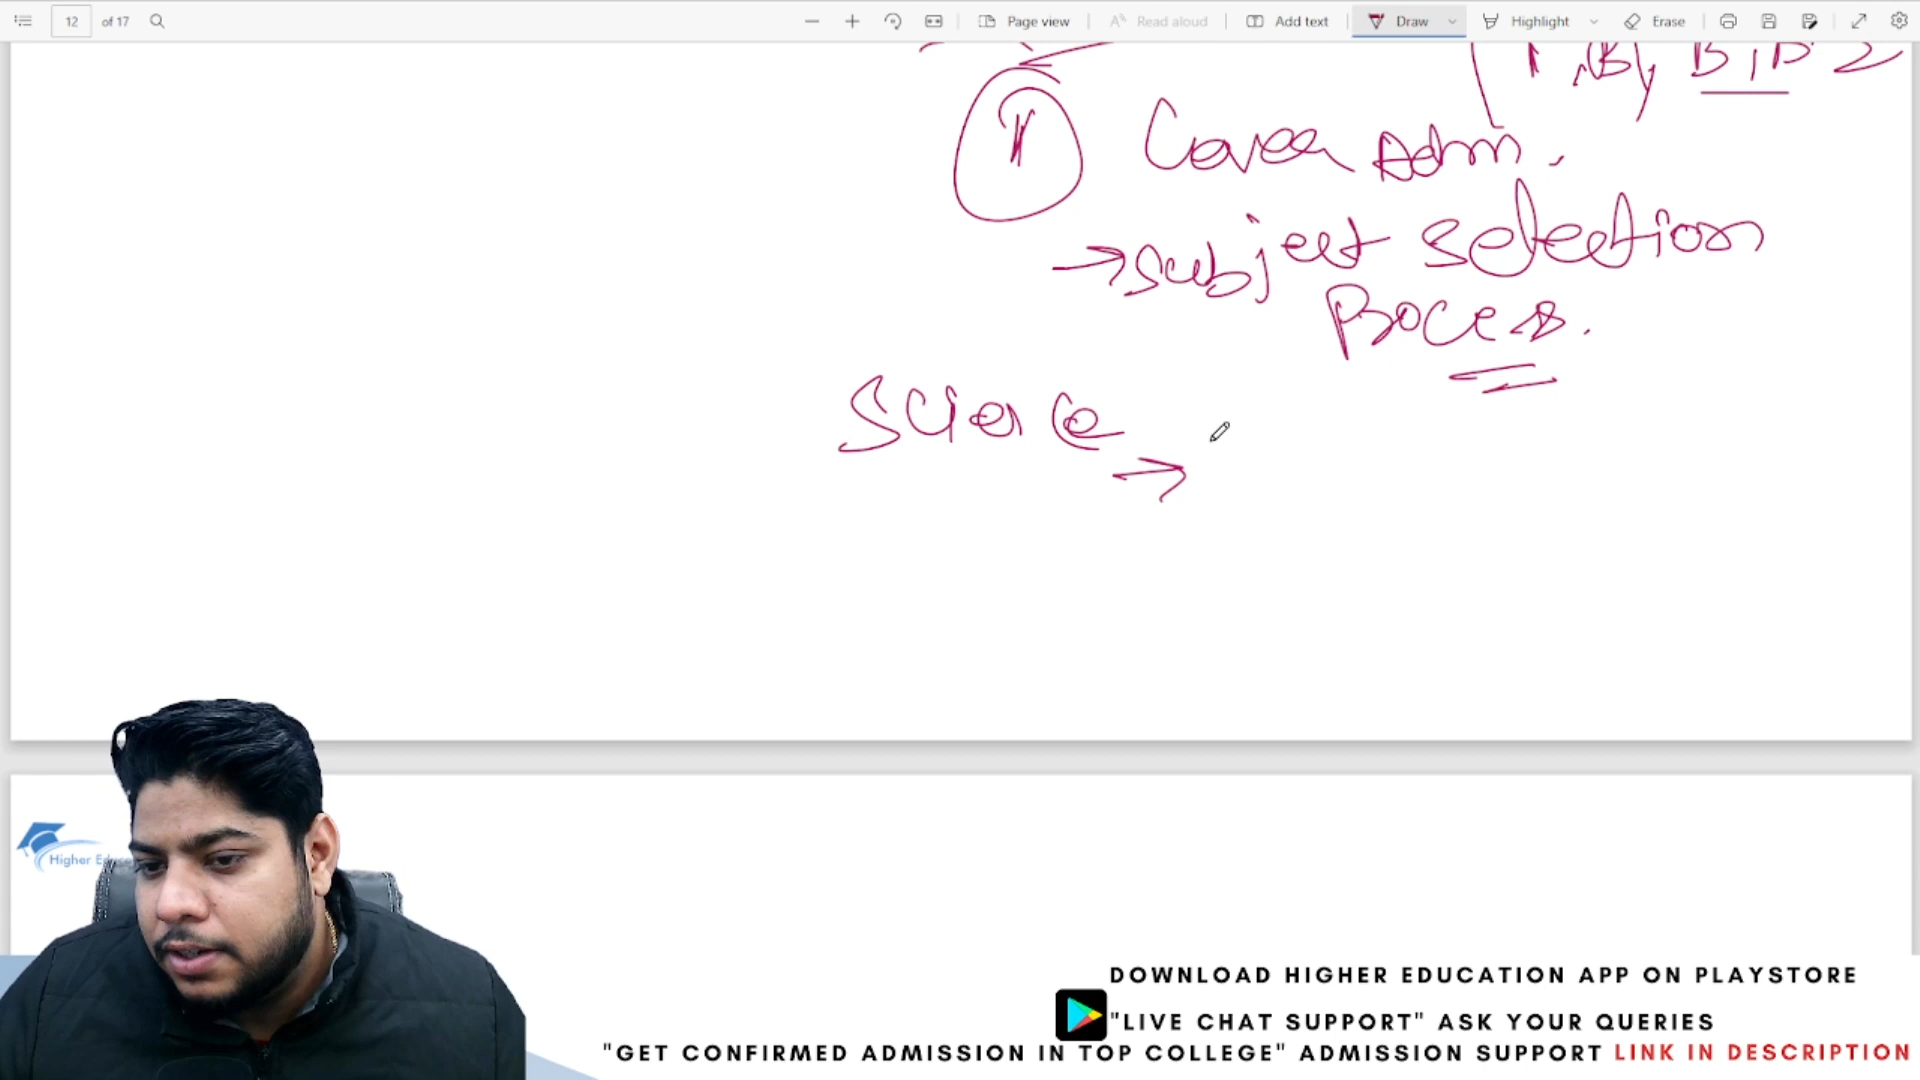 12 of 17 Page view Read aloud Add text Draw Highlight Erase
Adm.
→ subject selection
Process.
Science
→
Higher E
DOWNLOAD HIGHER EDUCATION APP ON PLAYSTORE
"LIVE CHAT SUPPORT" ASK YOUR QUERIES
"GET CONFIRMED ADMISSION IN TOP COLLEGE" ADMISSION SUPPORT LINK IN DESCRIPTION